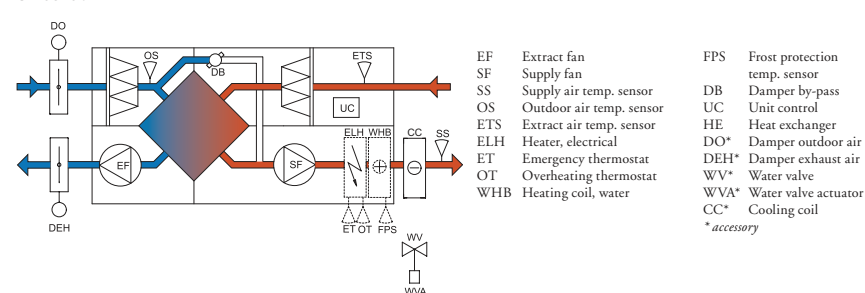 DO
OS
DB
ETS
UC
EF
SF
ELH WHB
CC
SS
ET OT FPS
DEH
WV
WVA
EF Extract fan
SF Supply fan
SS Supply air temp. sensor
OS Outdoor air temp. sensor
ETS Extract air temp. sensor
ELH Heater, electrical
ET Emergency thermostat
OT Overheating thermostat
WHB Heating coil, water
FPS Frost protection
temp. sensor
DB Damper by-pass
UC Unit control
HE Heat exchanger
DO* Damper outdoor air
DEH* Damper exhaust air
WV* Water valve
WVA* Water valve actuator
CC* Cooling coil
* accessory